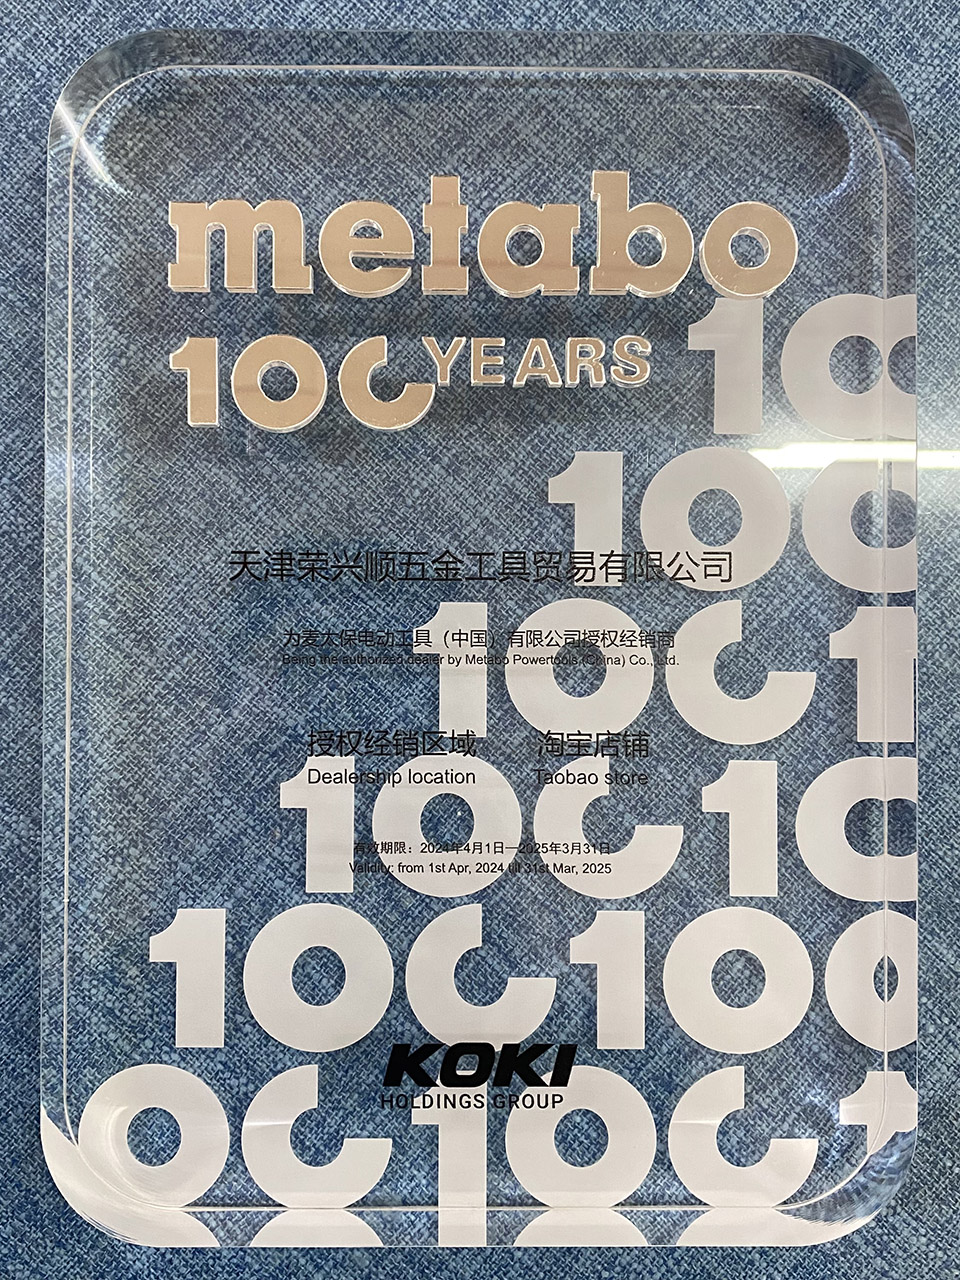 metabo
100 YEARS
天津荣兴顺五金工具贸易有限公司
为麦太保电动工具（中国）有限公司授权经销商
Being the authorized dealer by Metabo Powertools (China) Co., Ltd.
授权经销区域 淘宝店铺
Dealership location Taobao store
有效期限：2024年4月1日—2025年3月31日
Validity: from 1st Apr, 2024 till 31st Mar, 2025
KOKI
HOLDINGS GROUP